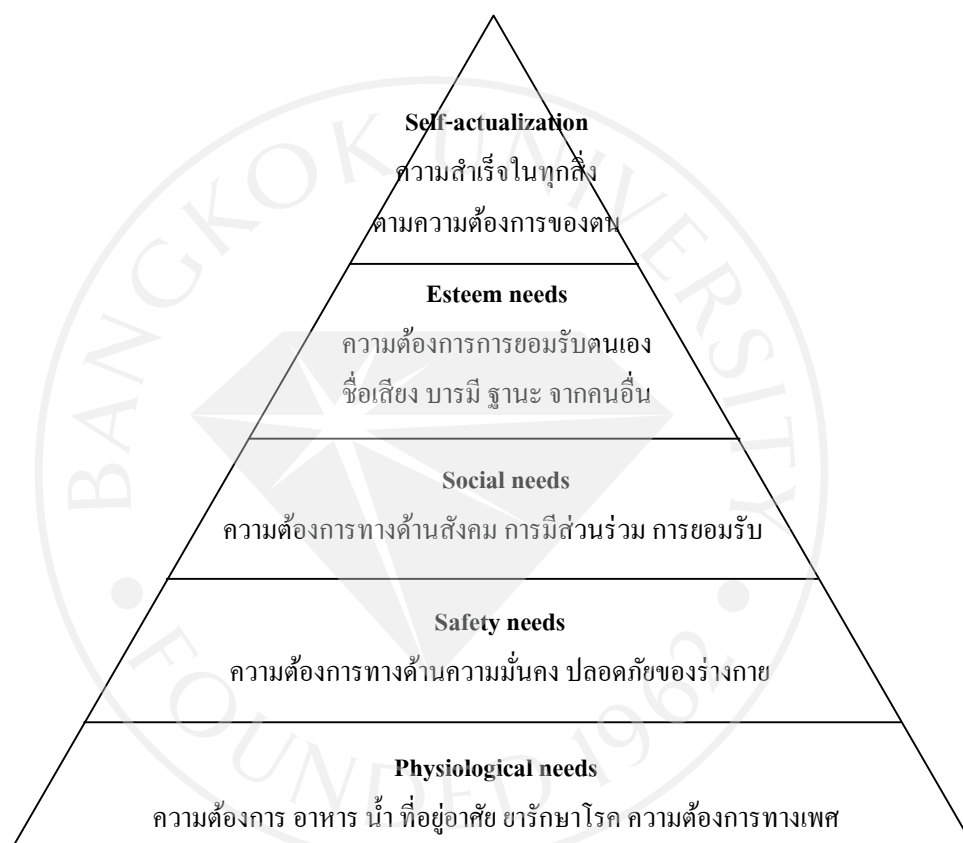 Self-actualization
ความสำเร็จในทุกสิ่ง
ตามความต้องการของตน
Esteem needs
ความต้องการการยอมรับตนเอง
ชื่อเสียง บารมี ฐานะ จากคนอื่น
Social needs
ความต้องการทางด้านสังคม การมีส่วนร่วม การยอมรับ
Safety needs
ความต้องการทางด้านความมั่นคง ปลอดภัยของร่างกาย
Physiological needs
ความต้องการ อาหาร น้ำ ที่อยู่อาศัย ยารักษาโรค ความต้องการทางเพศ
BANGKOK UNIVERSITY
FOUNDED 1962